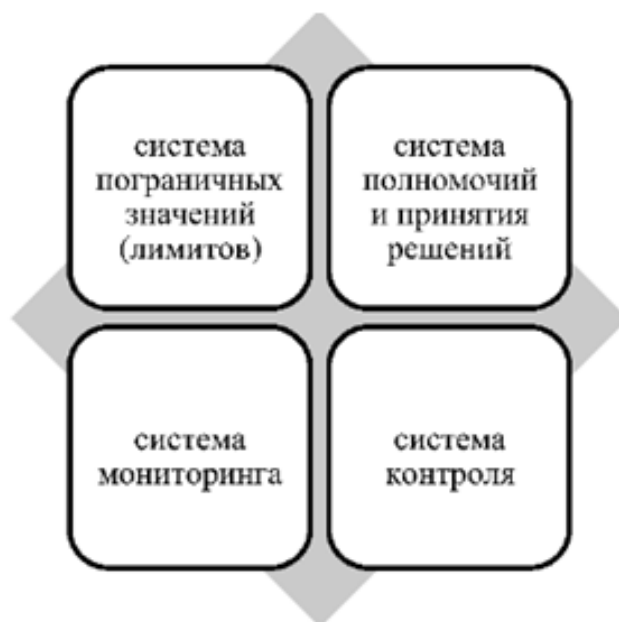 система
пограничных
значений
(лимитов)
система
полномочий
и принятия
решений
система
мониторинга
система
контроля